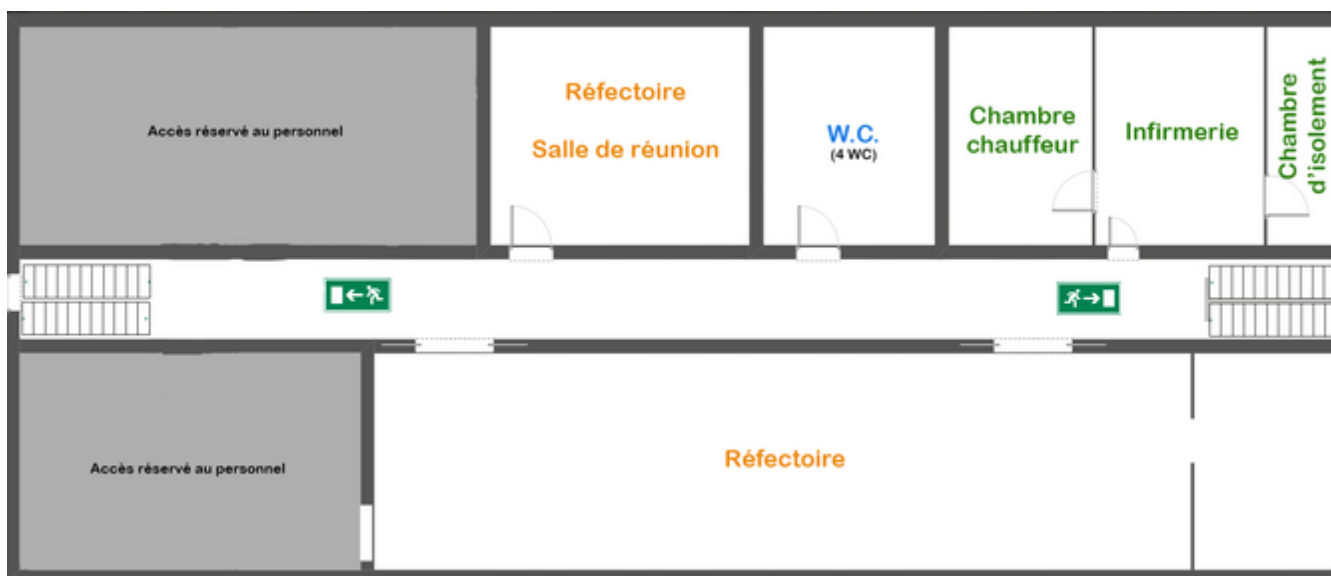 Accès réservé au personnel
Réfectoire
Salle de réunion
W.C.
(4 WC)
Chambre
chauffeur
Infirmerie
Chambre
d'isolement
Accès réservé au personnel
Réfectoire